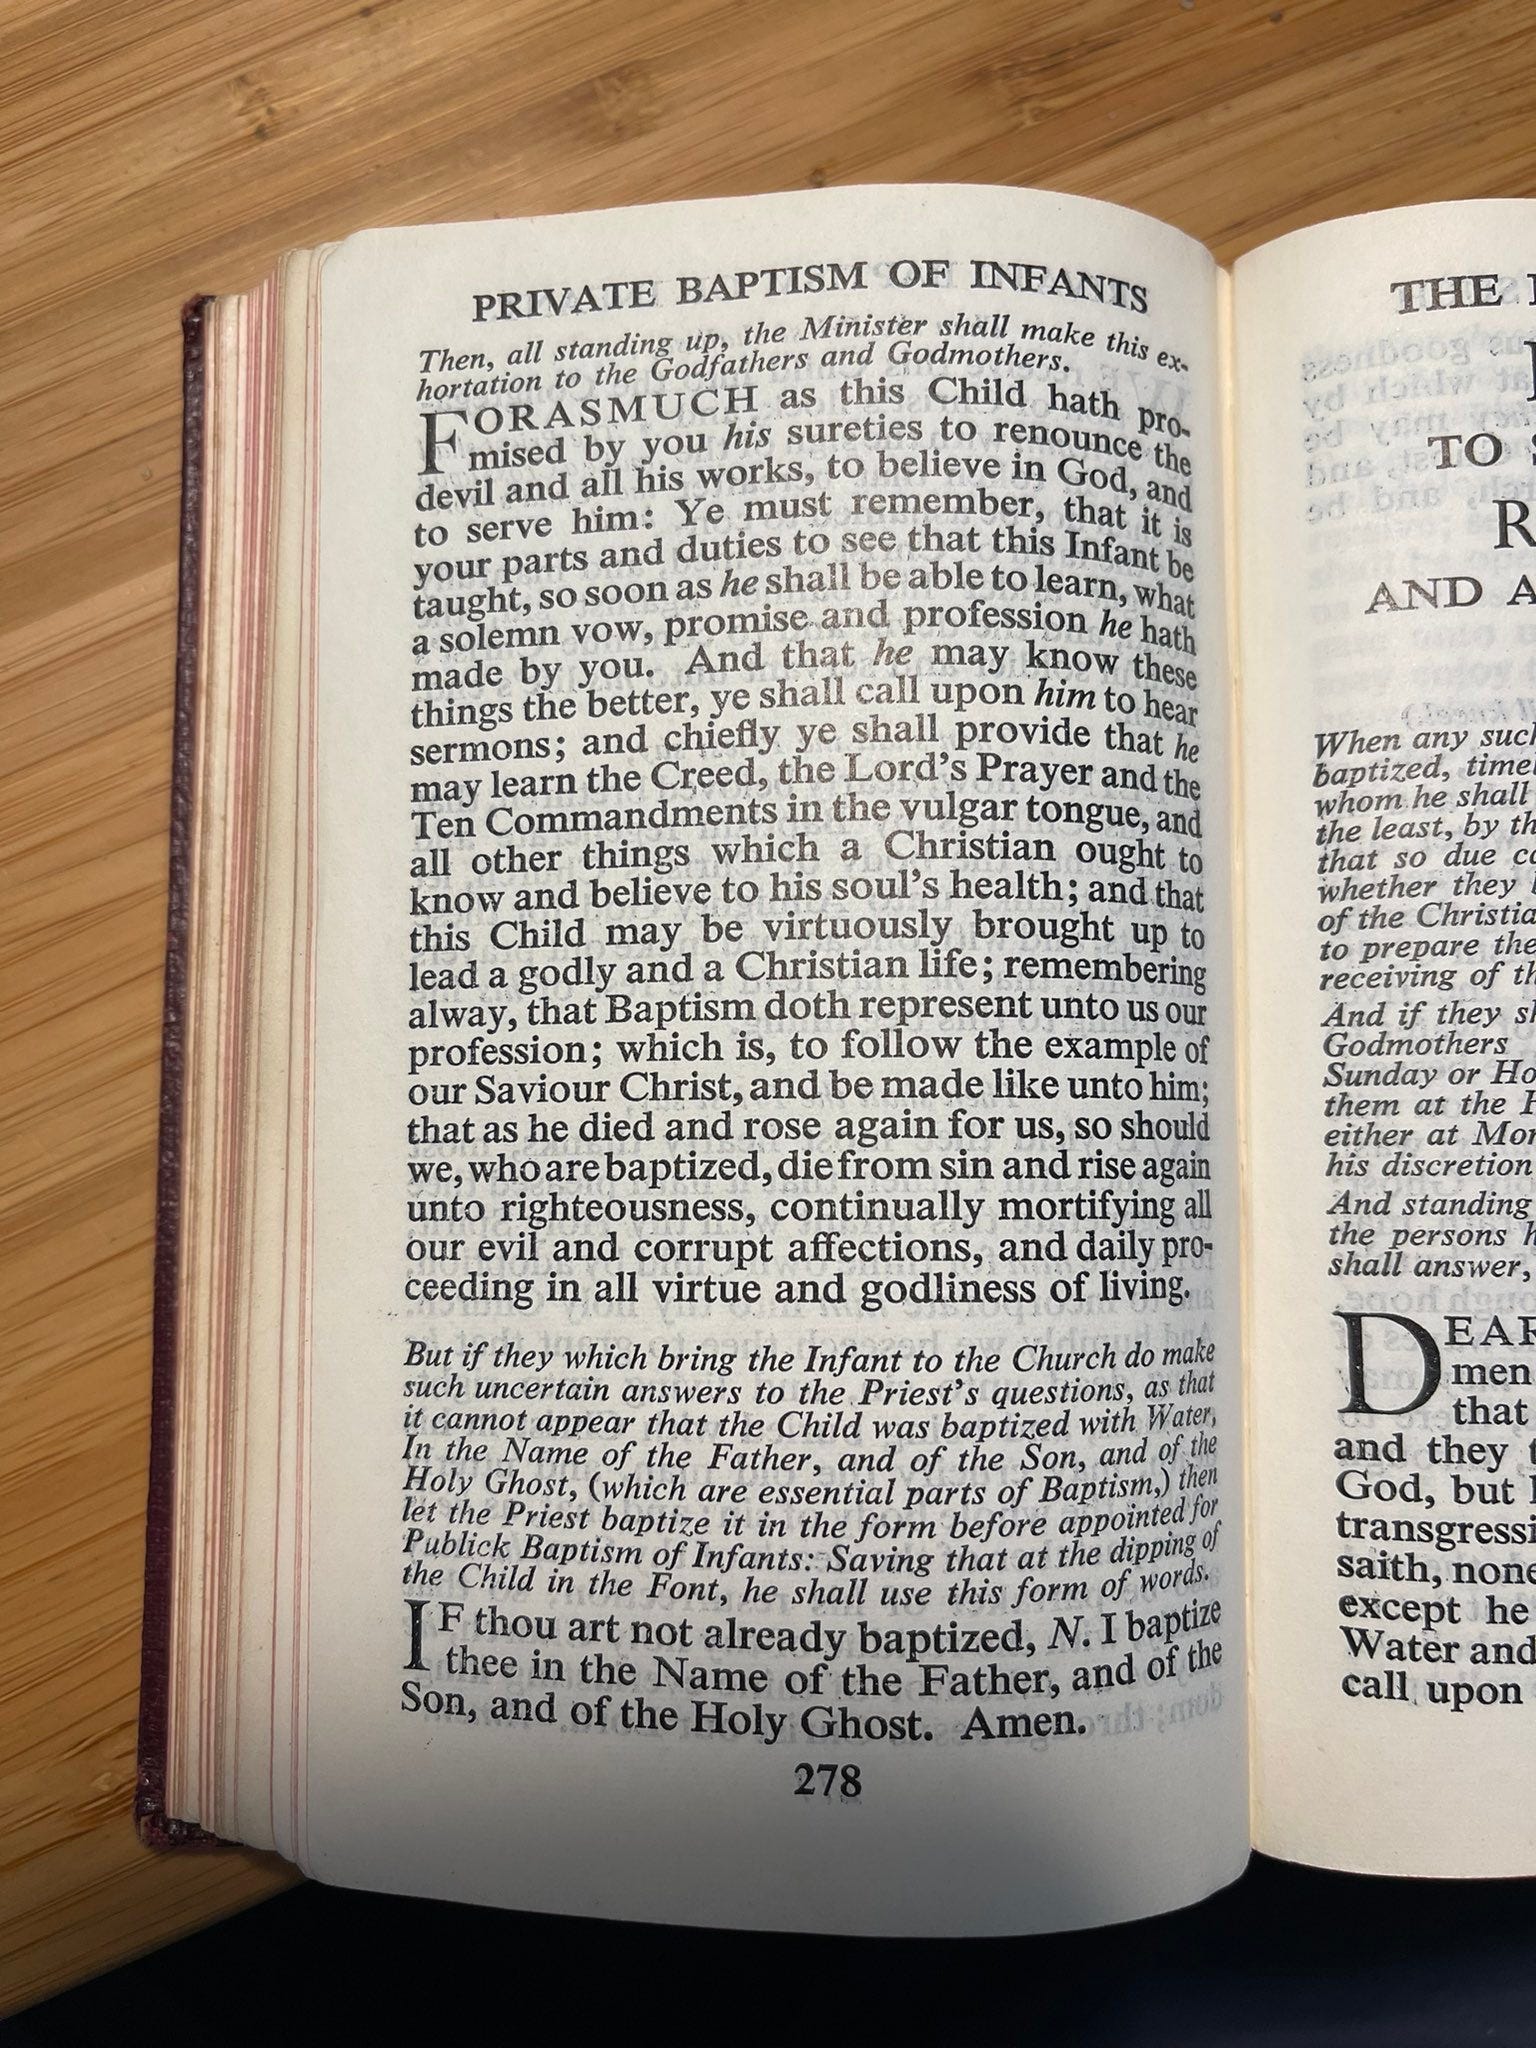 PRIVATE BAPTISM OF INFANTS
Then, all standing up, the Minister shall make this ex-
hortation to the Godfathers and Godmothers.
FORASMUCH as this Child hath pro-
mised by you his sureties to renounce the
devil and all his works, to believe in God, and
to serve him: Ye must remember, that it is
your parts and duties to see that this Infant be
taught, so soon as he shall be able to learn, what
a solemn vow, promise and profession he hath
made by you. And that he may know these
things the better, ye shall call upon him to hear
sermons; and chiefly ye shall provide that he
may learn the Creed, the Lord's Prayer and the
Ten Commandments in the vulgar tongue, and
all other things which a Christian ought to
know and believe to his soul's health; and that
this Child may be virtuously brought up to
lead a godly and a Christian life; remembering
alway, that Baptism doth represent unto us our
profession; which is, to follow the example of
our Saviour Christ, and be made like unto him;
that as he died and rose again for us, so should
we, who are baptized, die from sin and rise again
unto righteousness, continually mortifying all
our evil and corrupt affections, and daily pro-
ceeding in all virtue and godliness of living.
But if they which bring the Infant to the Church do make
such uncertain answers to the Priest's questions, as that
it cannot appear that the Child was baptized with Water,
In the Name of the Father, and of the Son, and of the
Holy Ghost, (which are essential parts of Baptism,) then
let the Priest baptize it in the form before appointed for
Publick Baptism of Infants: Saving that at the dipping of
the Child in the Font, he shall use this form of words.
IF thou art not already baptized, N. I baptize
thee in the Name of the Father, and of the
Son, and of the Holy Ghost. Amen.
278
THE
TO
AND A
When any such
baptized,
whom he shall
the least, by
that so due
whether they
of the
to prepare
receiving of
And if they
Godmothers
Sunday or
them at the
either at
his discretion
And standing
the persons
shall answer,
DEAR
men
that
and they
God, but
saith, none
except he
Water and
call upon